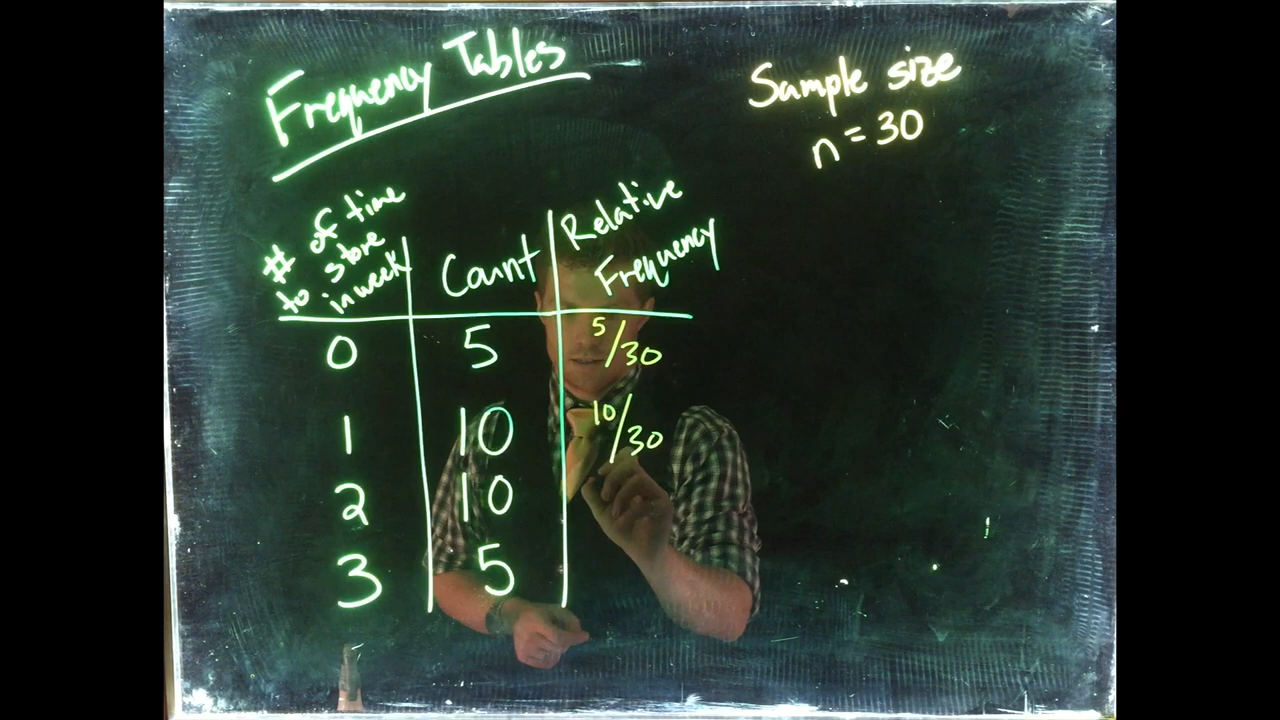 Frequency Tables
Sample size
n = 30
# of time
to store
in week
Count
Relative
Frequency
0 5 5/30
1 10 10/30
2 10
3 5